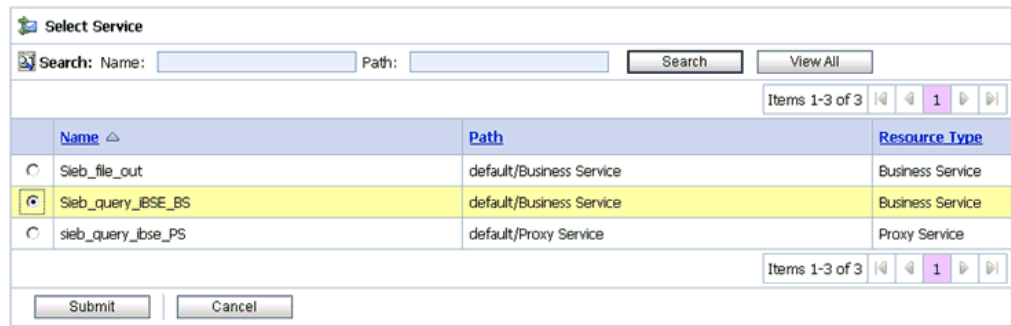 Select Service
Search: Name: Path: Search View All
Items 1-3 of 3 1
Name Path Resource Type
Sieb_file_out default/Business Service Business Service
Sieb_query_iBSE_BS default/Business Service Business Service
sieb_query_ibse_PS default/Proxy Service Proxy Service
Items 1-3 of 3 1
Submit Cancel